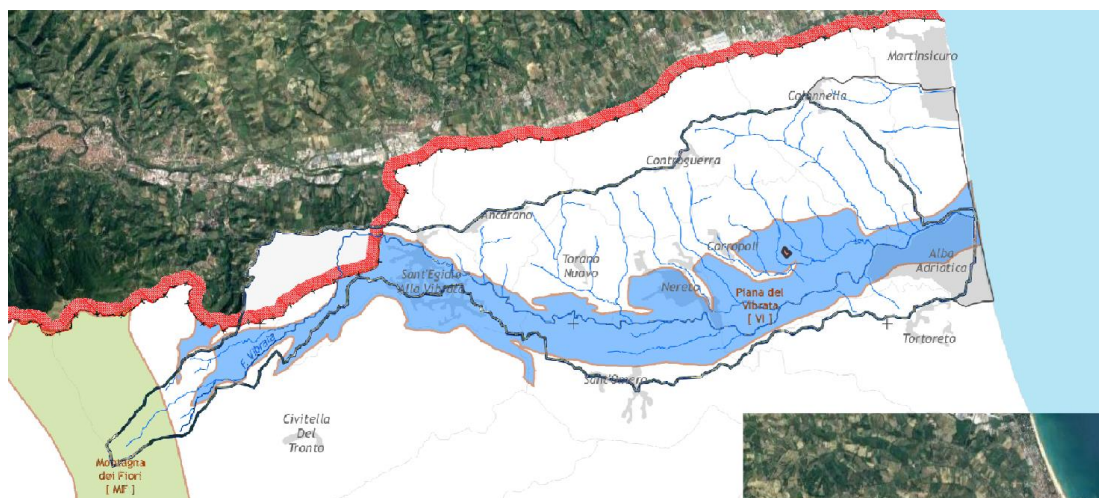 Martinsicuro
Colonnella
Controguerra
Ancarano
Corropoli
Torano
Nuovo
Alba
Adriatica
Sant'Egidio
Alla Vibrata
Nereto
Piana del
Vibrata
[ VI ]
F. Vibrata
Tortoreto
Sant'Omero
Civitella
Del
Tronto
Montagna
dei Fiori
[ MF ]